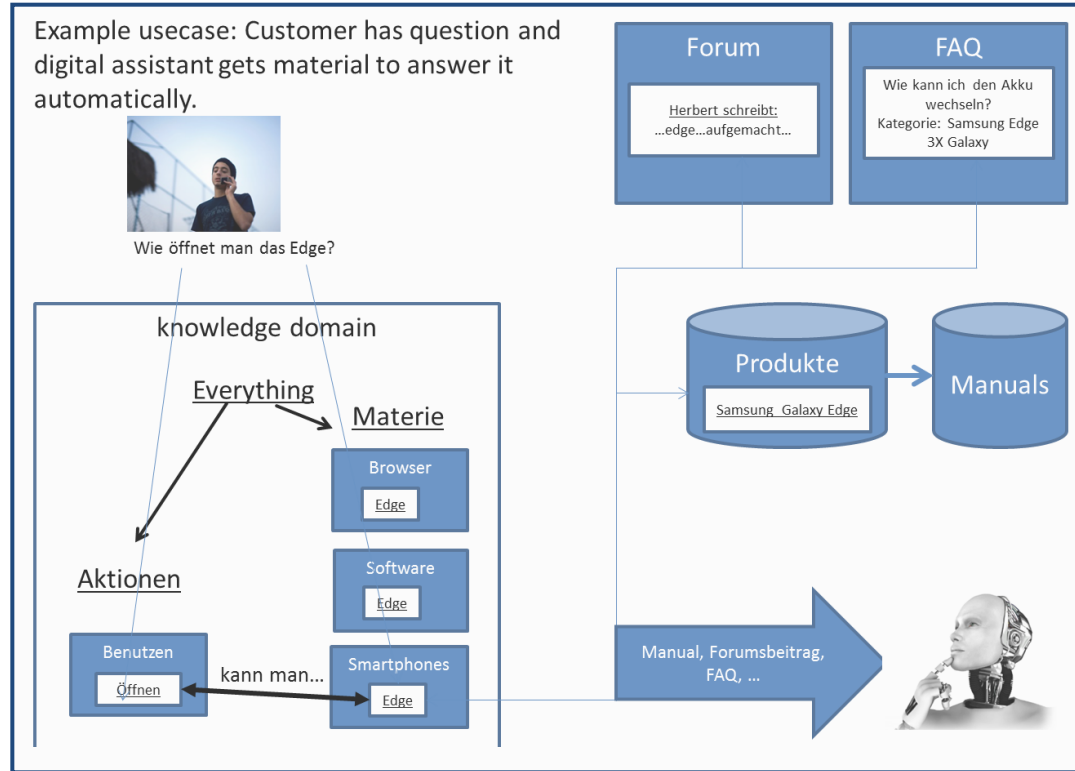 Example usecase: Customer has question and
digital assistant gets material to answer it
automatically.
Wie öffnet man das Edge?
knowledge domain
Everything
Materie
Browser
Edge
Software
Edge
Aktionen
Benutzen
Öffnen
kann man...
Smartphones
Edge
Forum
Herbert schreibt:
...edge...aufgemacht...
FAQ
Wie kann ich den Akku
wechseln?
Kategorie: Samsung Edge
3X Galaxy
Produkte
Samsung Galaxy Edge
Manuals
Manual, Forumsbeitrag,
FAQ, ...